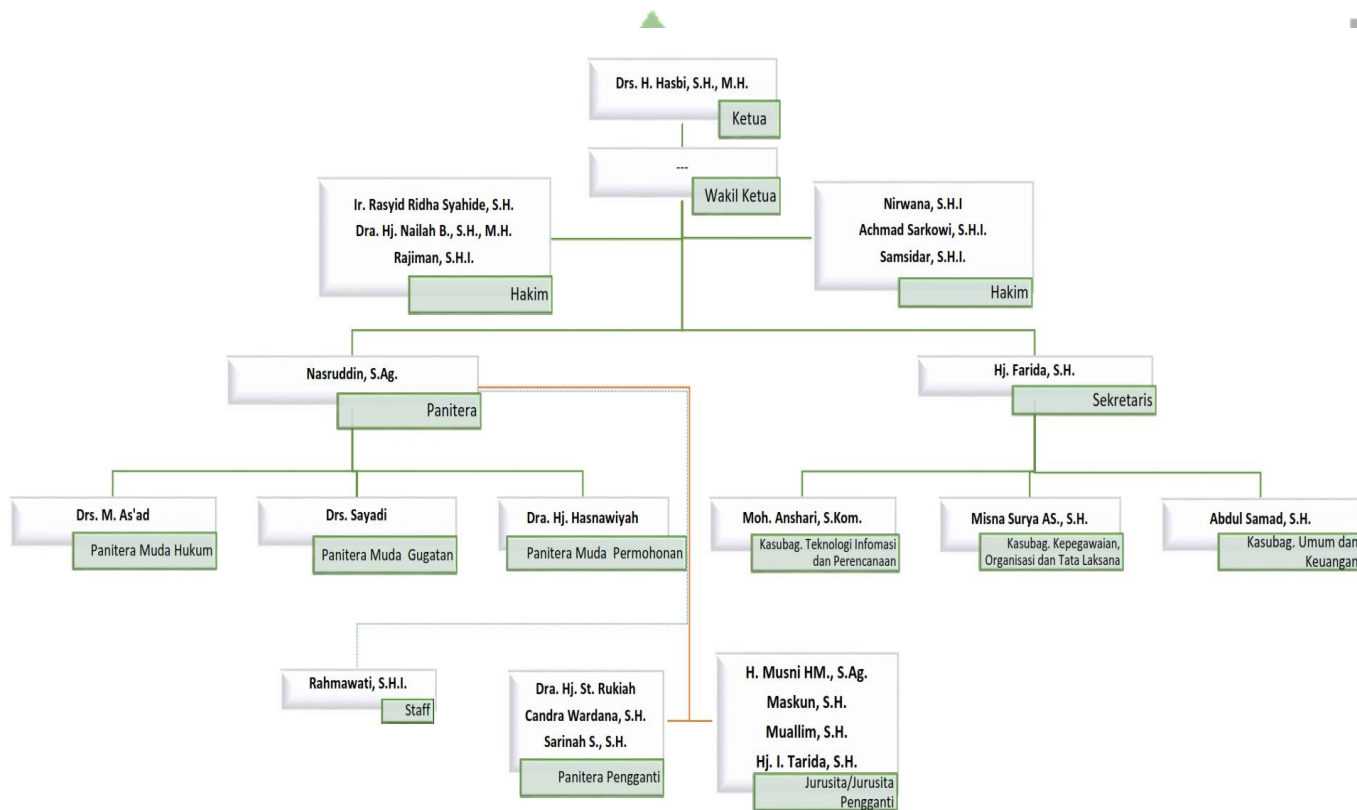 Drs. H. Hasbi, S.H., M.H.
Ketua
---
Wakil Ketua
Ir. Rasyid Ridha Syahide, S.H.
Dra. Hj. Nailah B., S.H., M.H.
Rajiman, S.H.I.
Hakim
Nirwana, S.H.I
Achmad Sarkowi, S.H.I.
Samsidar, S.H.I.
Hakim
Nasruddin, S.Ag.
Panitera
Hj. Farida, S.H.
Sekretaris
Drs. M. As'ad
Panitera Muda Hukum
Drs. Sayadi
Panitera Muda Gugatan
Dra. Hj. Hasnawiyah
Panitera Muda Permohonan
Moh. Anshari, S.Kom.
Kasubag. Teknologi Infomasi
dan Perencanaan
Misna Surya AS., S.H.
Kasubag. Kepegawaian,
Organisasi dan Tata Laksana
Abdul Samad, S.H.
Kasubag. Umum dan
Keuangan
Rahmawati, S.H.I.
Staff
Dra. Hj. St. Rukiah
Candra Wardana, S.H.
Sarinah S., S.H.
Panitera Pengganti
H. Musni HM., S.Ag.
Maskun, S.H.
Muallim, S.H.
Hj. I. Tarida, S.H.
Jurusita/Jurusita
Pengganti